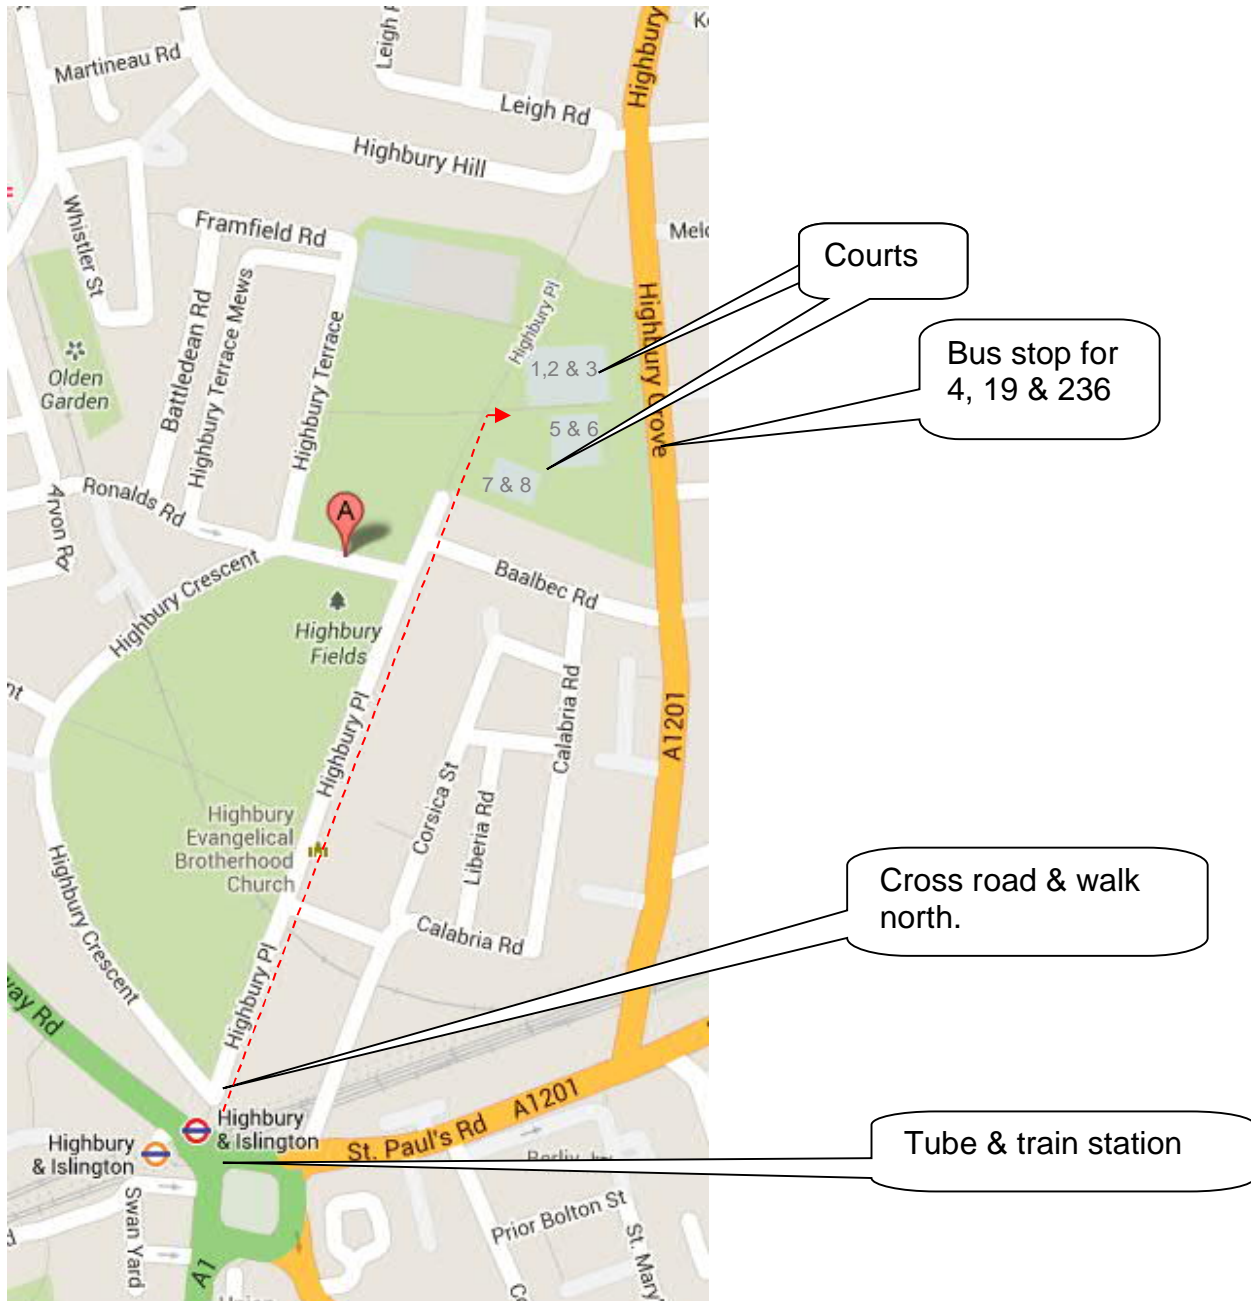 Martineau Rd
Leigh
Leigh Rd
Highbury
Highbury Hill
Whistler St
Framfield Rd
Highbury Pl
Courts
Highbury Grove
Bus stop for
4, 19 & 236
Olden
Garden
Battledean Rd
Highbury Terrace Mews
Highbury Terrace
1,2 & 3
5 & 6
7 & 8
Ronalds Rd
Arvon Rd
A
Highbury Crescent
Baalbec Rd
Highbury
Fields
Highbury Pl
Calabria Rd
A1201
Corsica St
Liberia Rd
Highbury
Evangelical
Brotherhood
Church
Highbury Crescent
Calabria Rd
Cross road & walk
north.
way Rd
Highbury Pl
Highbury
& Islington
Highbury
& Islington
St. Paul's Rd
A1201
Tube & train station
Swan Yard
Prior Bolton St
St. Mary'
A1